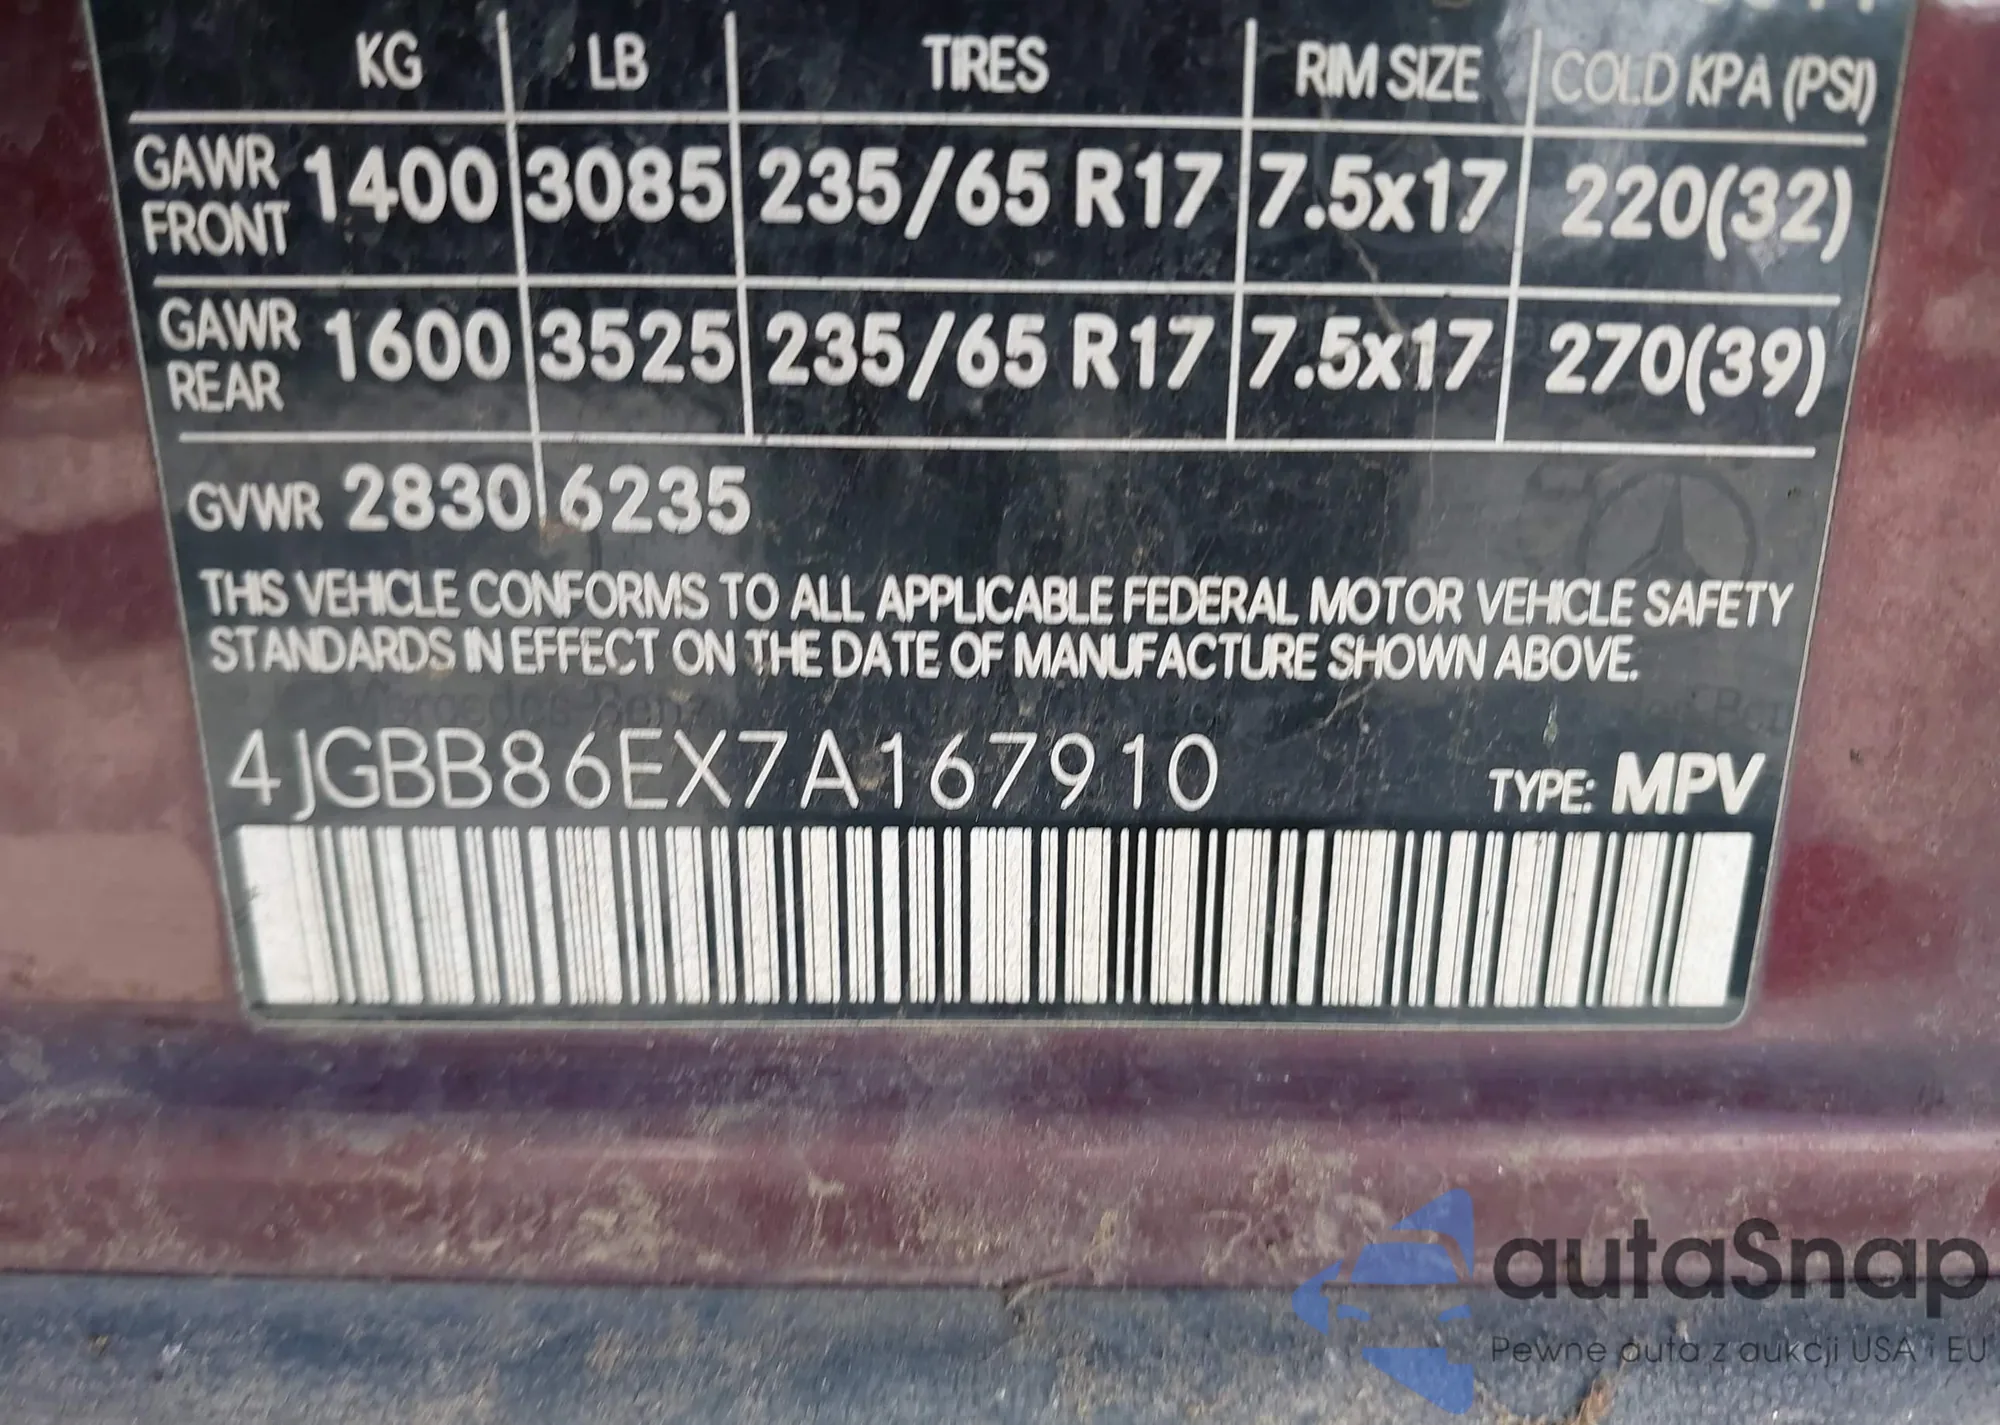 KG LB TIRES RIM SIZE COLD KPA (PSI)
GAWR FRONT 1400 3085 235/65 R17 7.5x17 220(32)
GAWR REAR 1600 3525 235/65 R17 7.5x17 270(39)
GVWR 2830 6235
THIS VEHICLE CONFORMS TO ALL APPLICABLE FEDERAL MOTOR VEHICLE SAFETY
STANDARDS IN EFFECT ON THE DATE OF MANUFACTURE SHOWN ABOVE.
Mercedes-Benz
4JGBB86EX7A167910 TYPE: MPV
autaSnap
Pewne auta z aukcji USA i EU